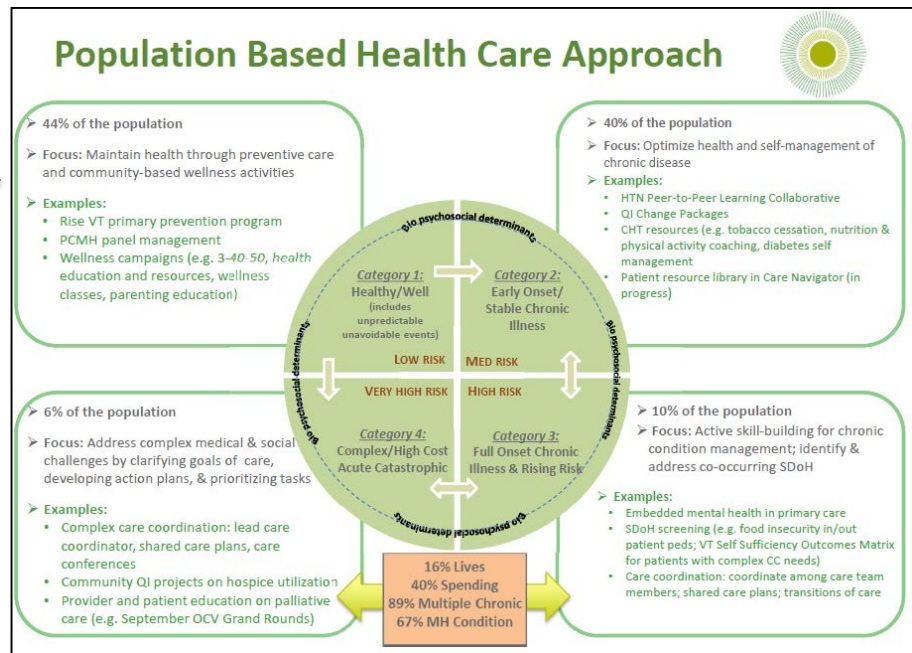 Population Based Health Care Approach
➢ 44% of the population
➢ Focus: Maintain health through preventive care
and community-based wellness activities
➢ Examples:
• Rise VT primary prevention program
• PCMH panel management
• Wellness campaigns (e.g. 3-40-50, health
education and resources, wellness
classes, parenting education)
➢ 40% of the population
➢ Focus: Optimize health and self-management of
chronic disease
➢ Examples:
• HTN Peer-to-Peer Learning Collaborative
• QI Change Packages
• CHT resources (e.g. tobacco cessation, nutrition &
physical activity coaching, diabetes self
management
• Patient resource library in Care Navigator (in
progress)
Bio psychosocial determinants
Category 1:
Healthy/Well
(includes
unpredictable
unavoidable events)
LOW RISK
Category 2:
Early Onset/
Stable Chronic
Illness
MED RISK
Bio psychosocial determinants
Bio psychosocial determinants
VERY HIGH RISK
Category 4:
Complex/High Cost
Acute Catastrophic
HIGH RISK
Category 3:
Full Onset Chronic
Illness & Rising Risk
Bio psychosocial determinants
➢ 6% of the population
➢ Focus: Address complex medical & social
challenges by clarifying goals of care,
developing action plans, & prioritizing tasks
➢ Examples:
• Complex care coordination: lead care
coordinator, shared care plans, care
conferences
• Community QI projects on hospice utilization
• Provider and patient education on palliative
care (e.g. September OCV Grand Rounds)
➢ 10% of the population
➢ Focus: Active skill-building for chronic
condition management; identify &
address co-occurring SDoH
➢ Examples:
• Embedded mental health in primary care
• SDoH screening (e.g. food insecurity in/out
patient peds; VT Self Sufficiency Outcomes Matrix
for patients with complex CC needs)
• Care coordination: coordinate among care team
members; shared care plans; transitions of care
16% Lives
40% Spending
89% Multiple Chronic
67% MH Condition